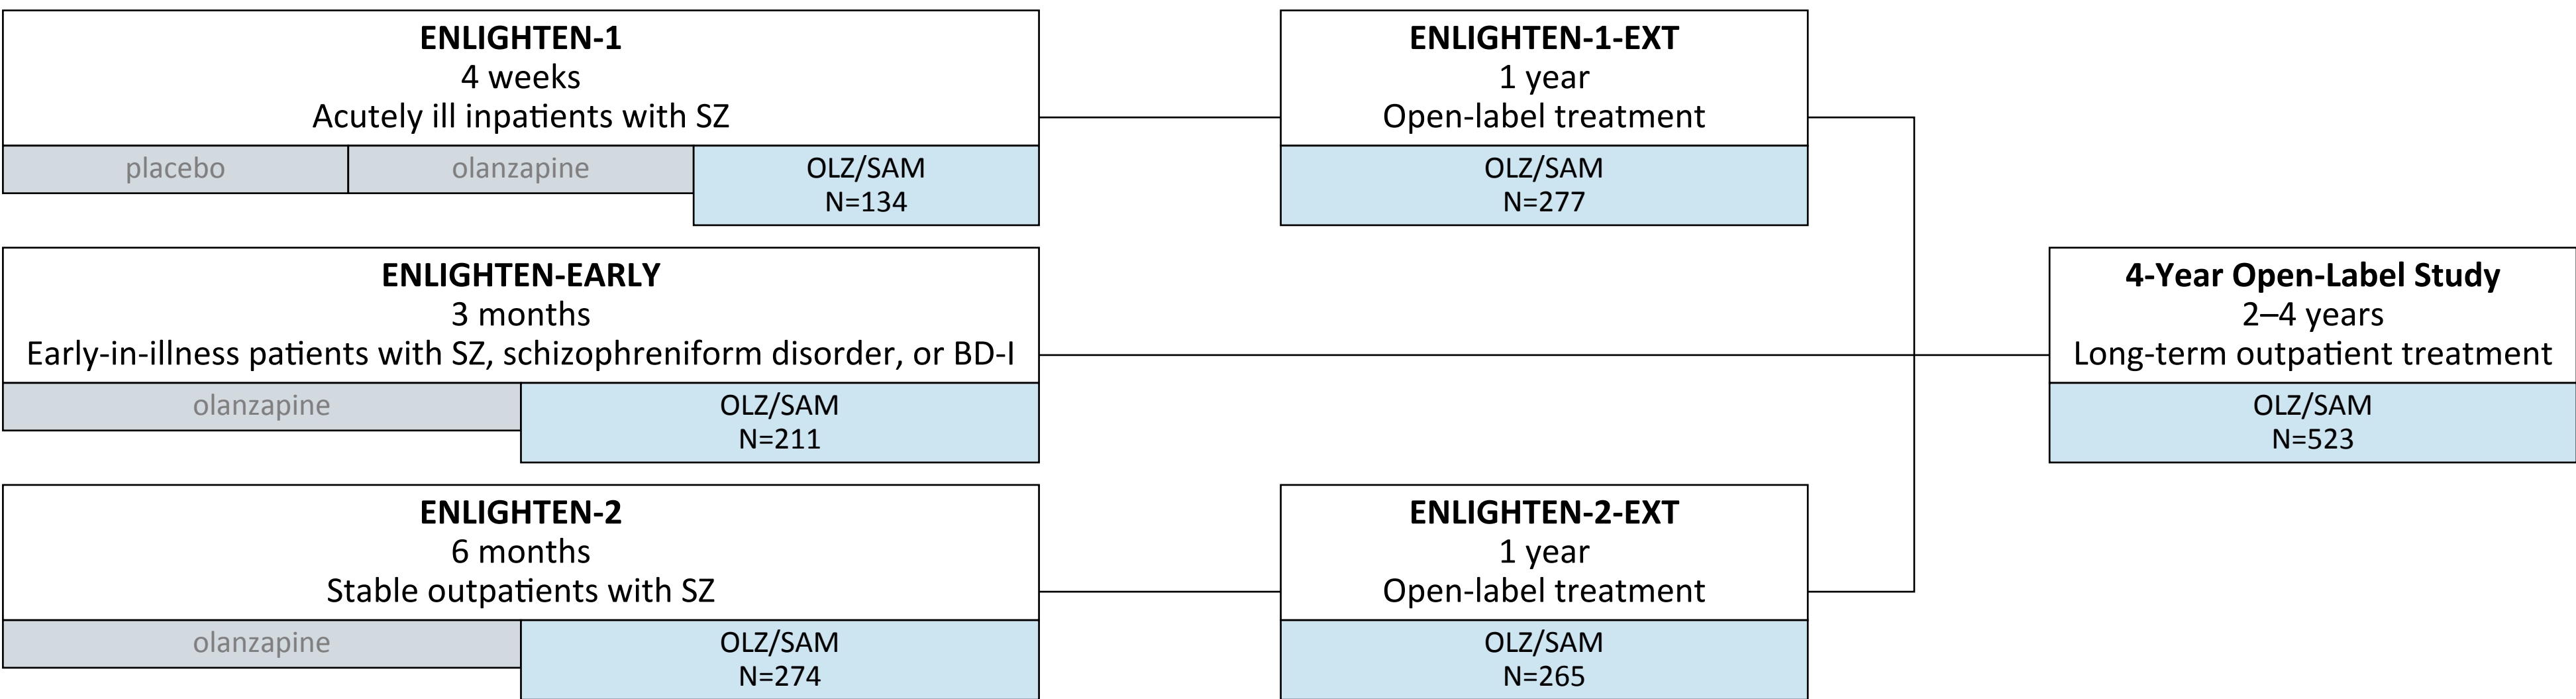 ENLIGHTEN-1
4 weeks
Acutely ill inpatients with SZ
placebo
olanzapine
OLZ/SAM
N=134
ENLIGHTEN-1-EXT
1 year
Open-label treatment
OLZ/SAM
N=277
ENLIGHTEN-EARLY
3 months
Early-in-illness patients with SZ, schizophreniform disorder, or BD-I
olanzapine
OLZ/SAM
N=211
4-Year Open-Label Study
2–4 years
Long-term outpatient treatment
OLZ/SAM
N=523
ENLIGHTEN-2
6 months
Stable outpatients with SZ
olanzapine
OLZ/SAM
N=274
ENLIGHTEN-2-EXT
1 year
Open-label treatment
OLZ/SAM
N=265